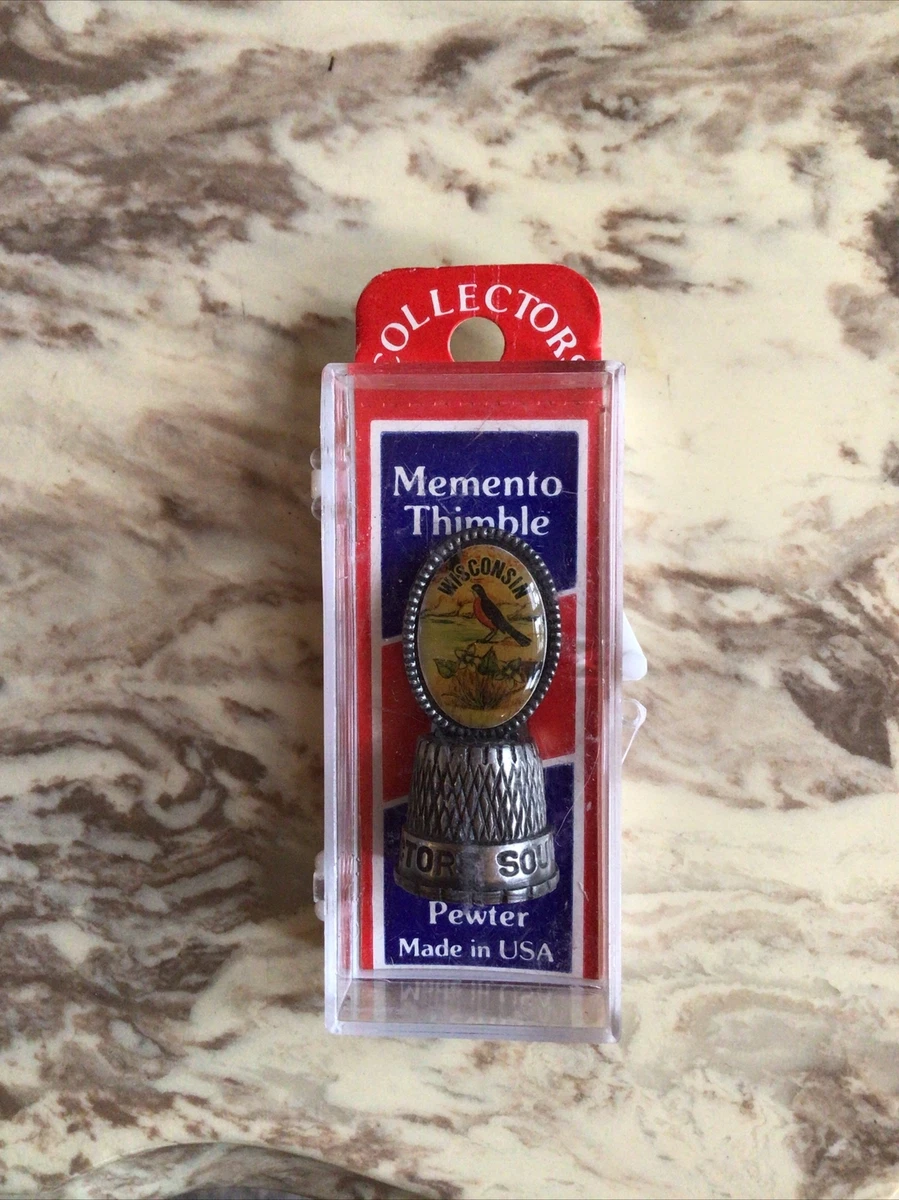 COLLECTORS
Memento
Thimble
WISCONSIN
TORS SOU
Pewter
Made in USA